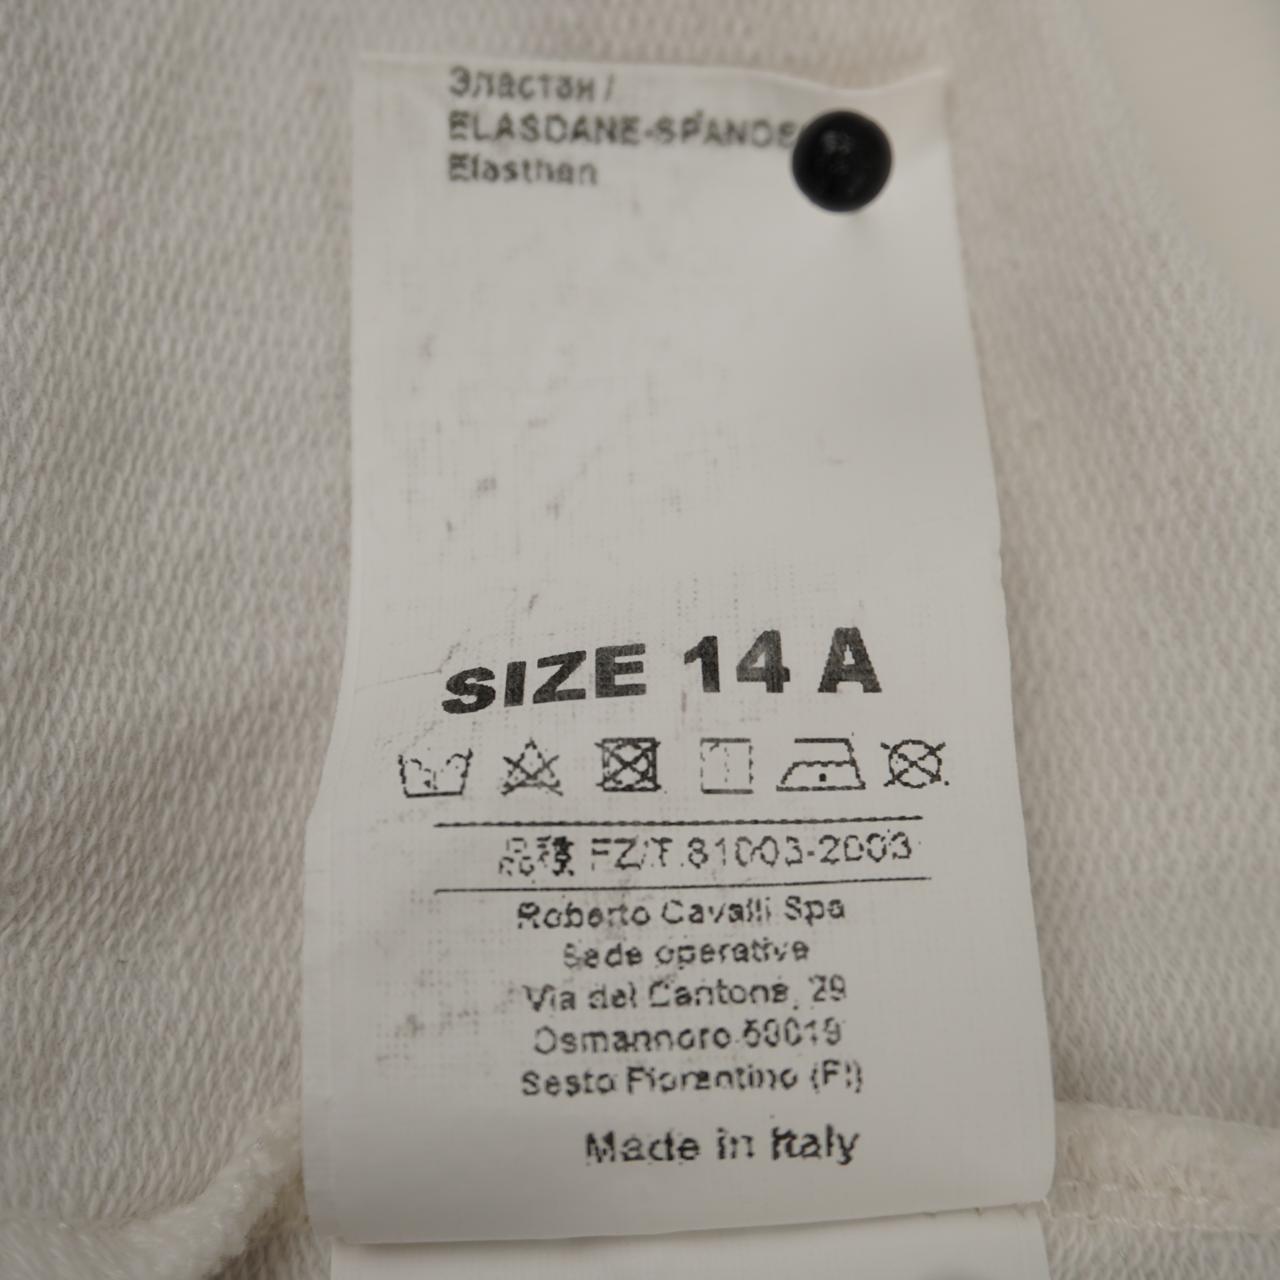 Эластан /
ELASDANE-SPANDE
Elasthan
SIZE 14 A
FZ/T 81003-2003
Roberto Cavalli Spa
Sede operative
Via del Cantone, 29
Osmannoro 50019
Sesto Fiorentino (FI)
Made in Italy